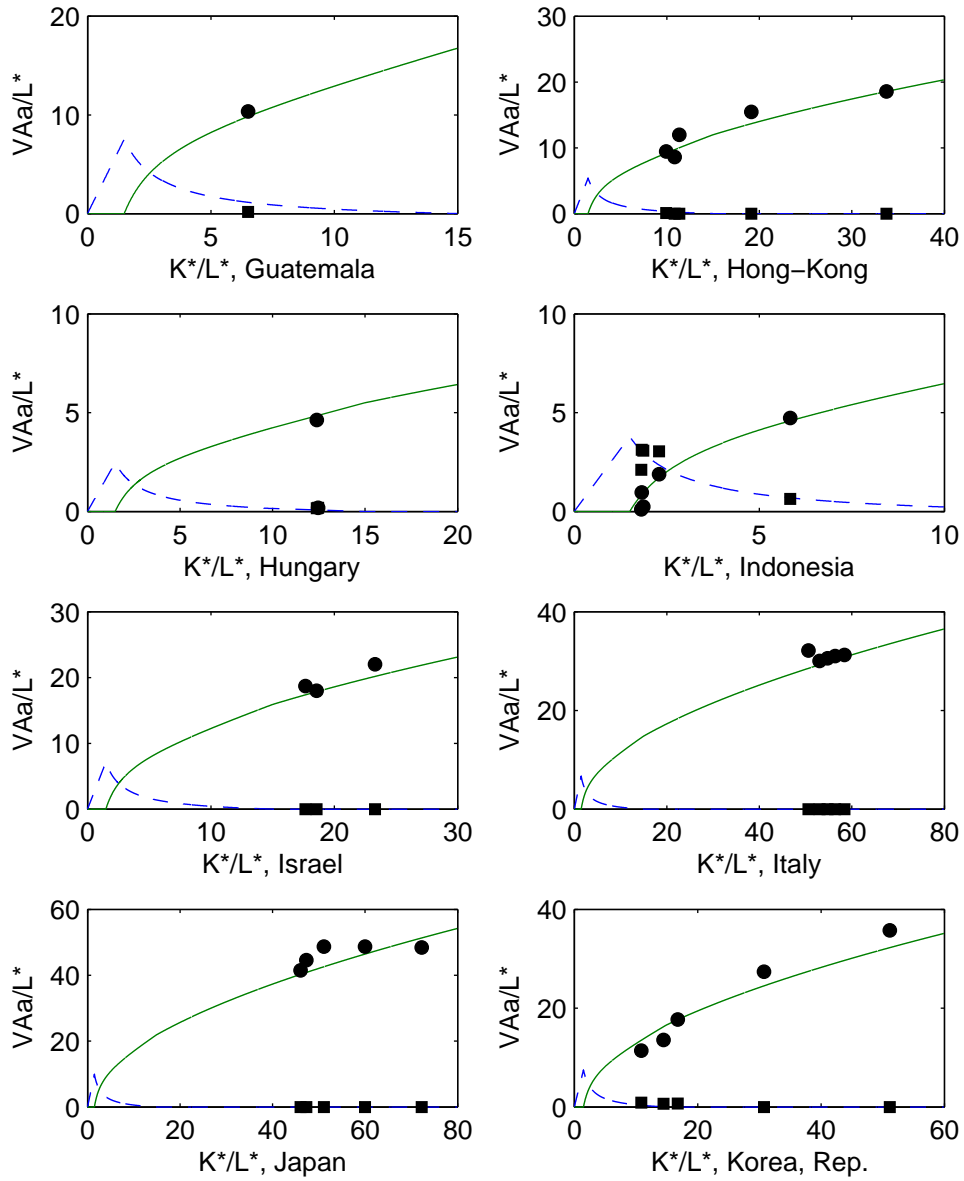 20
10
0
VAa/L*
0 5 10 15
K*/L*, Guatemala
30
20
10
0
VAa/L*
0 10 20 30 40
K*/L*, Hong−Kong
10
5
0
VAa/L*
0 5 10 15 20
K*/L*, Hungary
10
5
0
VAa/L*
0 5 10
K*/L*, Indonesia
30
20
10
0
VAa/L*
0 10 20 30
K*/L*, Israel
40
20
0
VAa/L*
0 20 40 60 80
K*/L*, Italy
60
40
20
0
VAa/L*
0 20 40 60 80
K*/L*, Japan
40
20
0
VAa/L*
0 20 40 60
K*/L*, Korea, Rep.